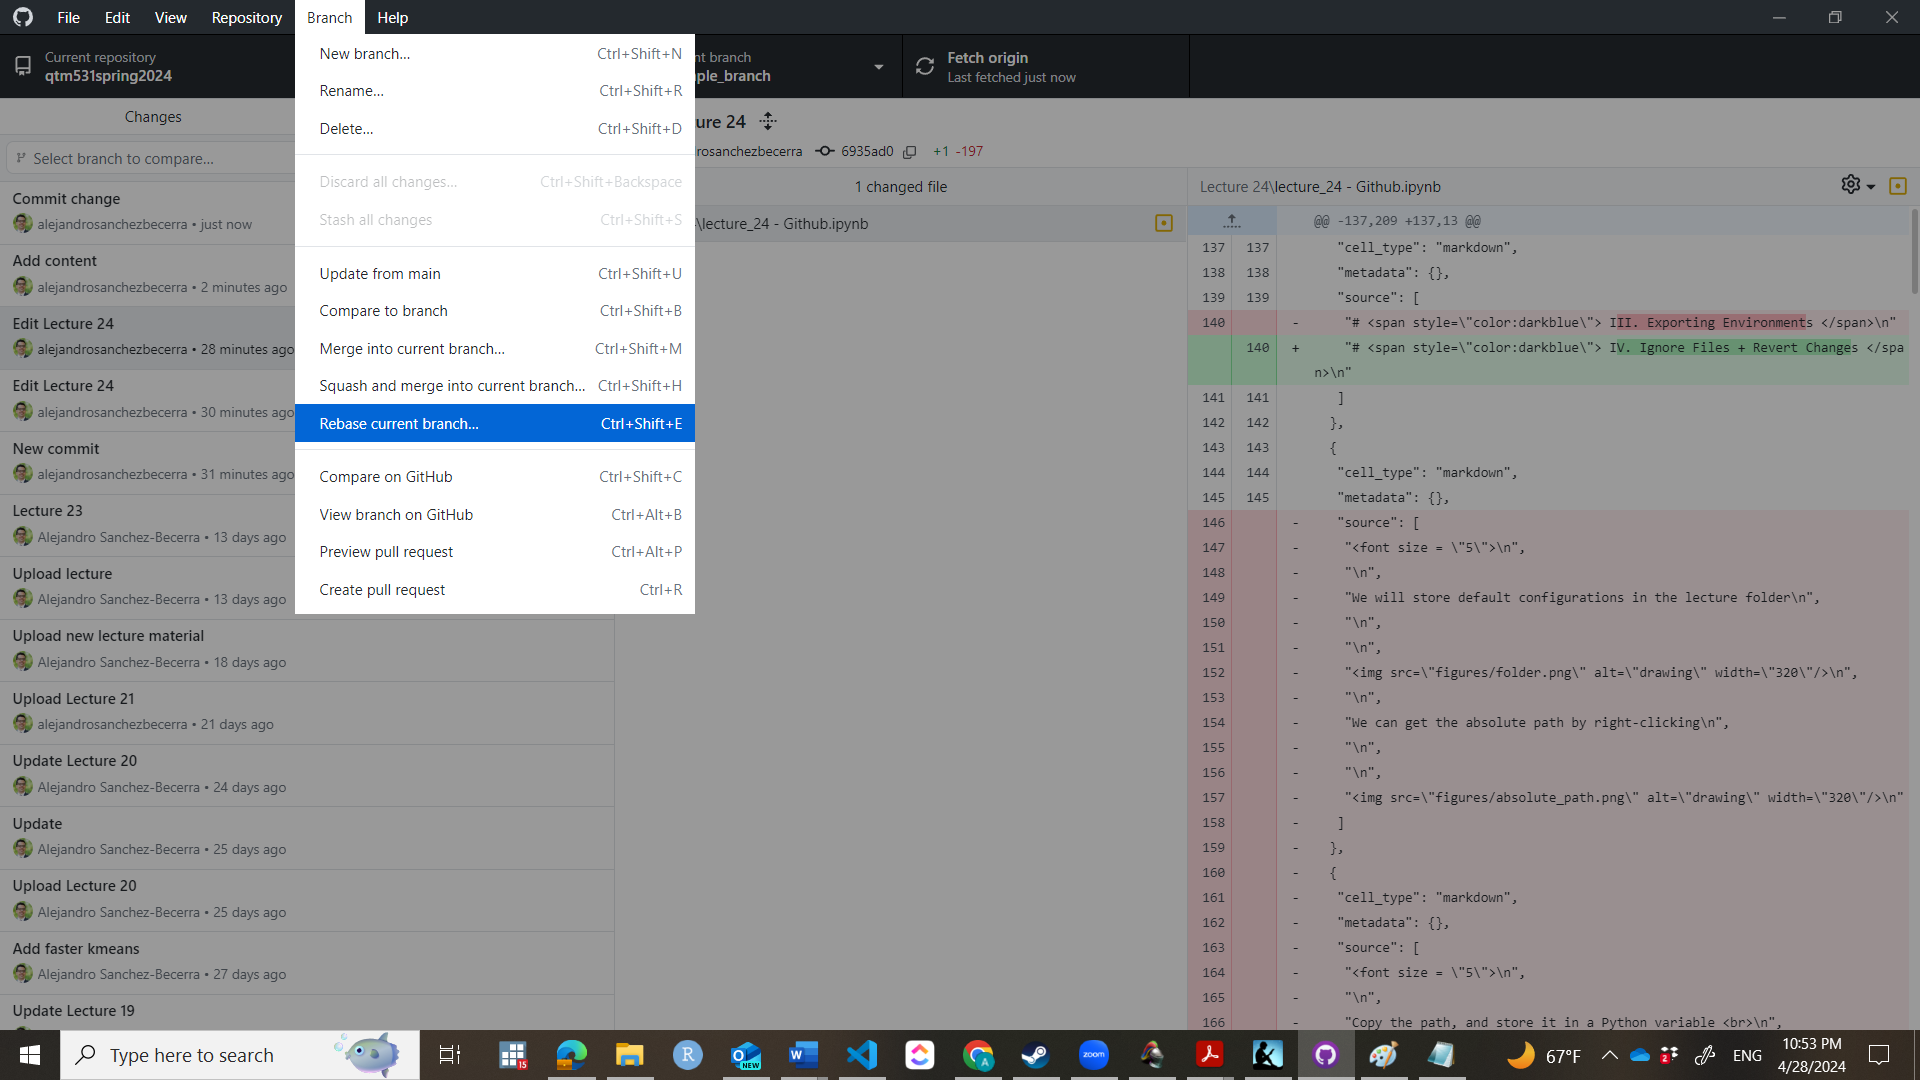 File Edit View Repository Branch Help
Current repository
qtm531spring2024
nt branch
ple_branch
Fetch origin
Last fetched just now
New branch... Ctrl+Shift+N
Rename... Ctrl+Shift+R
Delete... Ctrl+Shift+D
Discard all changes... Ctrl+Shift+Backspace
Stash all changes Ctrl+Shift+S
Update from main Ctrl+Shift+U
Compare to branch Ctrl+Shift+B
Merge into current branch... Ctrl+Shift+M
Squash and merge into current branch... Ctrl+Shift+H
Rebase current branch... Ctrl+Shift+E
Compare on GitHub Ctrl+Shift+C
View branch on GitHub Ctrl+Alt+B
Preview pull request Ctrl+Alt+P
Create pull request Ctrl+R
Changes
Select branch to compare...
Commit change
alejandrosanchezbecerra • just now
Add content
alejandrosanchezbecerra • 2 minutes ago
Edit Lecture 24
alejandrosanchezbecerra • 28 minutes ago
Edit Lecture 24
alejandrosanchezbecerra • 30 minutes ago
New commit
alejandrosanchezbecerra • 31 minutes ago
Lecture 23
Alejandro Sanchez-Becerra • 13 days ago
Upload lecture
Alejandro Sanchez-Becerra • 13 days ago
Upload new lecture material
Alejandro Sanchez-Becerra • 18 days ago
Upload Lecture 21
alejandrosanchezbecerra • 21 days ago
Update Lecture 20
Alejandro Sanchez-Becerra • 24 days ago
Update
Alejandro Sanchez-Becerra • 25 days ago
Upload Lecture 20
Alejandro Sanchez-Becerra • 25 days ago
Add faster kmeans
Alejandro Sanchez-Becerra • 27 days ago
Update Lecture 19
ure 24
rosanchezbecerra 6935ad0 +1 -197
1 changed file
\lecture_24 - Github.ipynb
Lecture 24\lecture_24 - Github.ipynb
@@ -137,209 +137,13 @@
137 137 "cell_type": "markdown",
138 138 "metadata": {},
139 139 "source": [
140 - "# <span style=\"color:darkblue\"> III. Exporting Environments </span>\n"
140 + "# <span style=\"color:darkblue\"> IV. Ignore Files + Revert Changes </spa
n>\n"
141 141 ]
142 142 },
143 143 {
144 144 "cell_type": "markdown",
145 145 "metadata": {},
146 - "source": [
147 - "<font size = \"5\">\n",
148 - "\n",
149 - "We will store default configurations in the lecture folder\n",
150 - "\n",
151 - "\n",
152 - "<img src=\"figures/folder.png\" alt=\"drawing\" width=\"320\"/>\n",
153 - "\n",
154 - "We can get the absolute path by right-clicking\n",
155 - "\n",
156 - "\n",
157 - "<img src=\"figures/absolute_path.png\" alt=\"drawing\" width=\"320\"/>\n"
158 - ]
159 - },
160 - {
161 - "cell_type": "markdown",
162 - "metadata": {},
163 - "source": [
164 - "<font size = \"5\">\n",
165 - "\n",
166 - "Copy the path, and store it in a Python variable <br>\n",
Type here to search
15
NEW
zoom
67°F
2
ENG
10:53 PM
4/28/2024